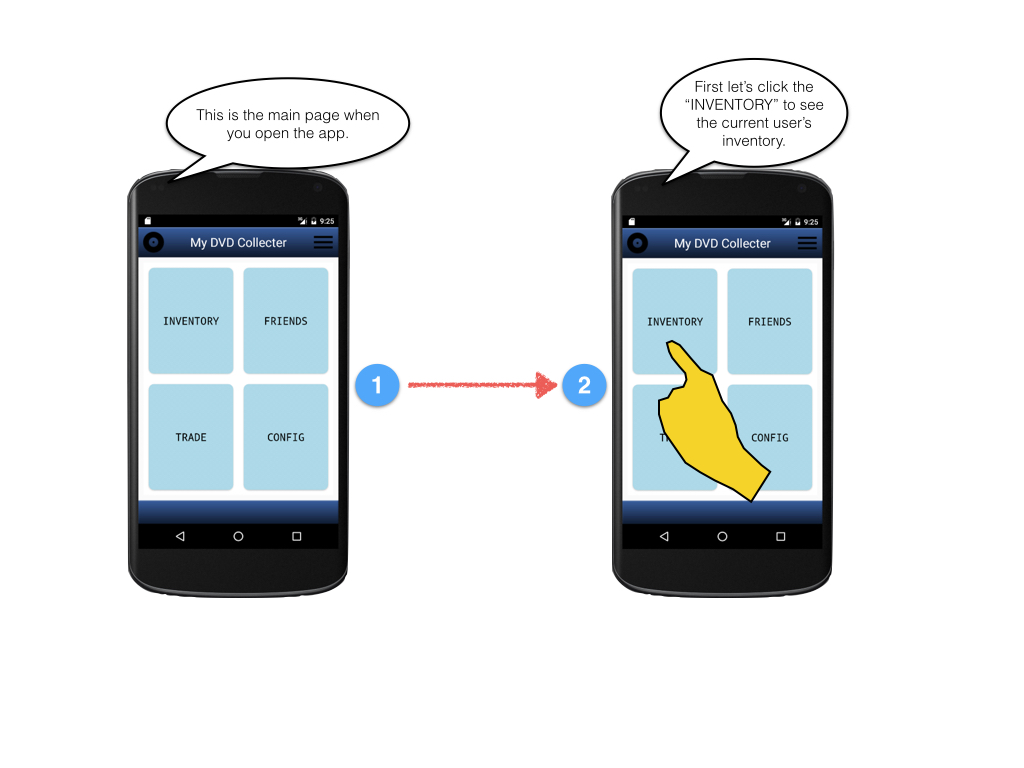 This is the main page when
you open the app.
First let’s click the
“INVENTORY” to see
the current user’s
inventory.
3G 9:25
My DVD Collecter
INVENTORY FRIENDS
TRADE CONFIG
1
2
3G 9:25
My DVD Collecter
INVENTORY FRIENDS
T CONFIG